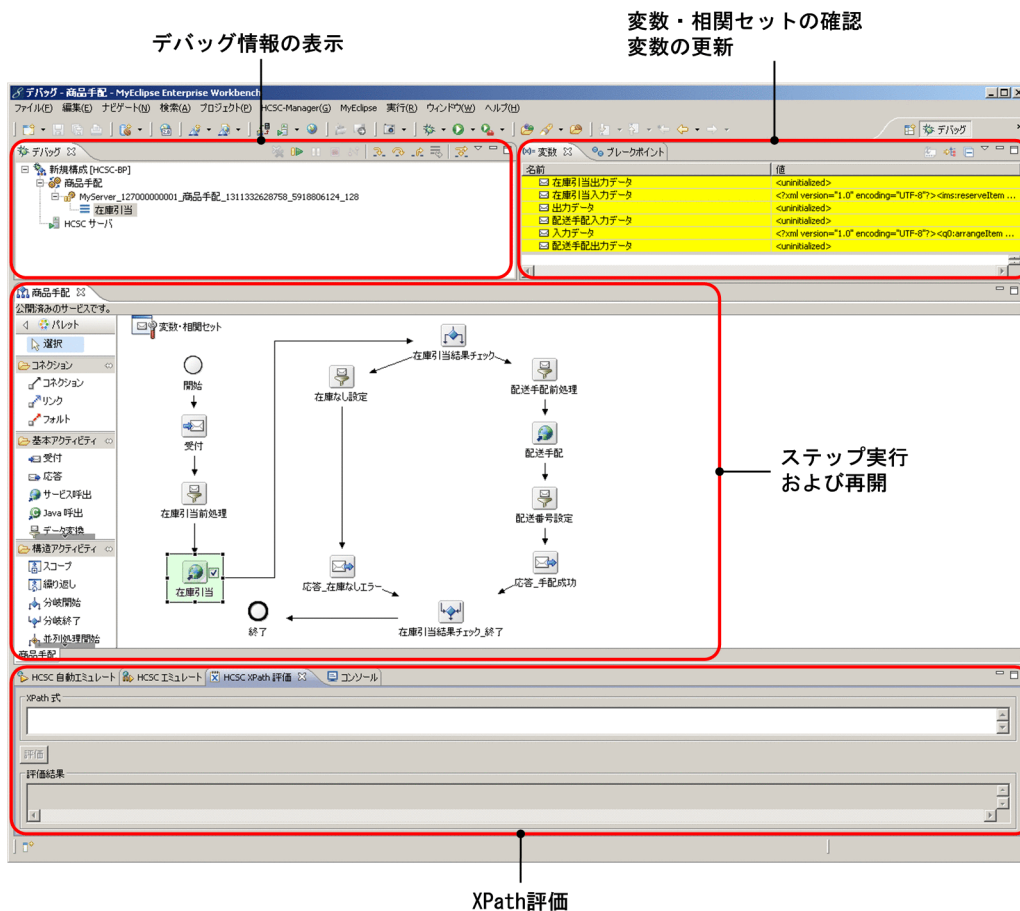 デバッグ情報の表示
変数・相関セットの確認
変数の更新
デバッグ - 商品手配 - MyEclipse Enterprise Workbench
ファイル(F) 編集(E) ナビゲート(N) 検索(A) プロジェクト(P) HCSC-Manager(G) MyEclipse 実行(R) ウィンドウ(W) ヘルプ(H)
デバッグ
デバッグ
新規構成 [HCSC-BP]
商品手配
MyServer_127000000001_商品手配_1311332628758_5918806124_128
在庫引当
HCSC サーバ
(x)= 変数
ブレークポイント
名前 値
在庫引当出力データ <uninitialized>
在庫引当入力データ <?xml version="1.0" encoding="UTF-8"?><ims:reserveItem ...
出力データ <uninitialized>
配送手配入力データ <uninitialized>
入力データ <?xml version="1.0" encoding="UTF-8"?><q0:arrangeItem ...
配送手配出力データ <uninitialized>
商品手配
公開済みのサービスです。
パレット
選択
コネクション
コネクション
リンク
フォルト
基本アクティビティ
受付
応答
サービス呼出
Java 呼出
データ変換
構造アクティビティ
スコープ
繰り返し
分岐開始
分岐終了
並列処理開始
変数・相関セット
開始
受付
在庫引当前処理
在庫引当
終了
在庫なし設定
応答_在庫なしエラー
在庫引当結果チェック
配送手配前処理
配送手配
配送番号設定
応答_手配成功
在庫引当結果チェック_終了
商品手配
ステップ実行
および再開
HCSC 自動エミュレート
HCSC エミュレート
HCSC XPath 評価
コンソール
XPath 式
評価
評価結果
XPath評価